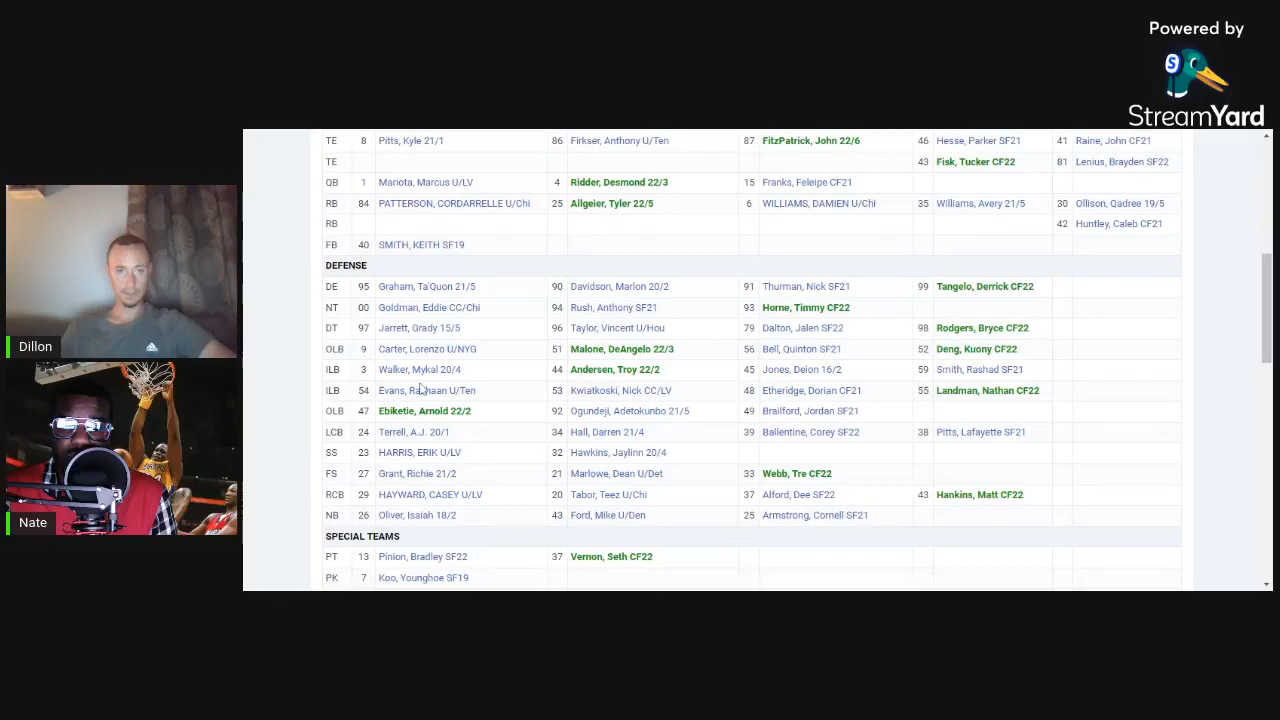 Powered by
StreamYard
TE 8 Pitts, Kyle 21/1 86 Firkser, Anthony U/Ten 87 FitzPatrick, John 22/6 46 Hesse, Parker SF21 41 Raine, John CF21
TE 43 Fisk, Tucker CF22 81 Lenius, Brayden SF22
QB 1 Mariota, Marcus U/LV 4 Ridder, Desmond 22/3 15 Franks, Feleipe CF21
RB 84 PATTERSON, CORDARRELLE U/Chi 25 Allgeier, Tyler 22/5 6 WILLIAMS, DAMIEN U/Chi 35 Williams, Avery 21/5 30 Ollison, Qadree 19/5
RB 42 Huntley, Caleb CF21
FB 40 SMITH, KEITH SF19
DEFENSE
DE 95 Graham, Ta'Quon 21/5 90 Davidson, Marlon 20/2 91 Thurman, Nick SF21 99 Tangelo, Derrick CF22
NT 00 Goldman, Eddie CC/Chi 94 Rush, Anthony SF21 93 Horne, Timmy CF22
DT 97 Jarrett, Grady 15/5 96 Taylor, Vincent U/Hou 79 Dalton, Jalen SF22 98 Rodgers, Bryce CF22
OLB 9 Carter, Lorenzo U/NYG 51 Malone, DeAngelo 22/3 56 Bell, Quinton SF21 52 Deng, Kuony CF22
ILB 3 Walker, Mykal 20/4 44 Andersen, Troy 22/2 45 Jones, Deion 16/2 59 Smith, Rashad SF21
ILB 54 Evans, Rashaan U/Ten 53 Kwiatkoski, Nick CC/LV 48 Etheridge, Dorian CF21 55 Landman, Nathan CF22
OLB 47 Ebiketie, Arnold 22/2 92 Ogundeji, Adetokunbo 21/5 49 Brailford, Jordan SF21
LCB 24 Terrell, A.J. 20/1 34 Hall, Darren 21/4 39 Ballentine, Corey SF22 38 Pitts, Lafayette SF21
SS 23 HARRIS, ERIK U/LV 32 Hawkins, Jaylinn 20/4
FS 27 Grant, Richie 21/2 21 Marlowe, Dean U/Det 33 Webb, Tre CF22
RCB 29 HAYWARD, CASEY U/LV 20 Tabor, Teez U/Chi 37 Alford, Dee SF22 43 Hankins, Matt CF22
NB 26 Oliver, Isaiah 18/2 43 Ford, Mike U/Den 25 Armstrong, Cornell SF21
SPECIAL TEAMS
PT 13 Pinion, Bradley SF22 37 Vernon, Seth CF22
PK 7 Koo, Younghoe SF19
Dillon
Nate